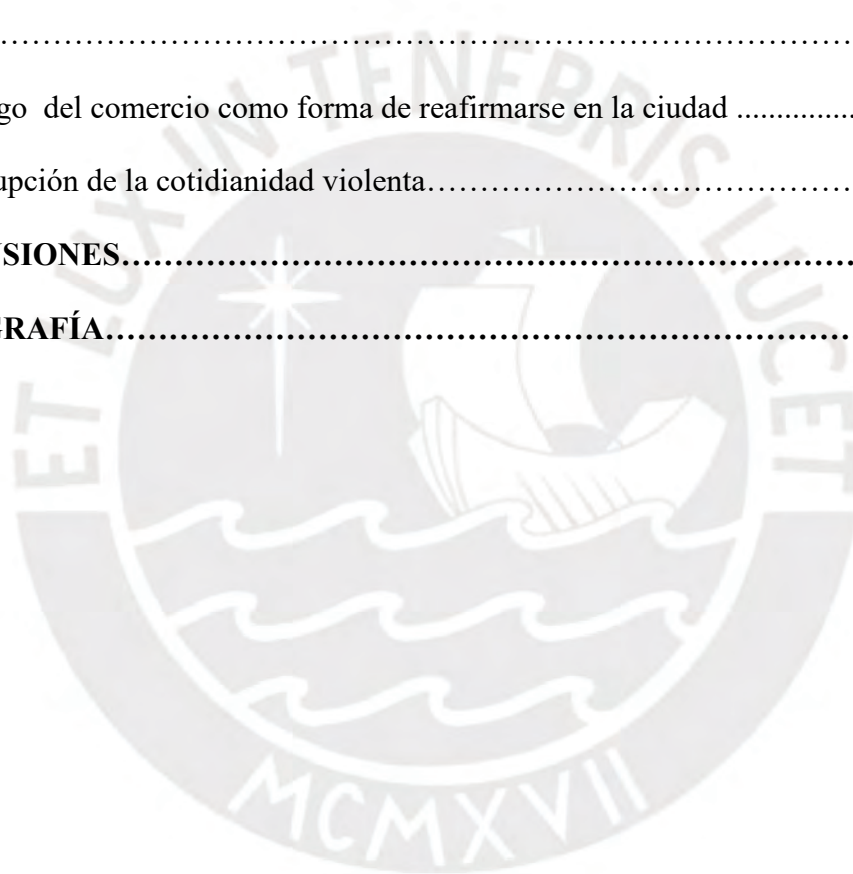 ……………………………………………………………………………
go del comercio como forma de reafirmarse en la ciudad ...............
upción de la cotidianidad violenta……………………………………
SIONES……………………………………………………………………
GRAFÍA……………………………………………………………………
ET LUX IN TENEBRIS LUCET
MCMXVII